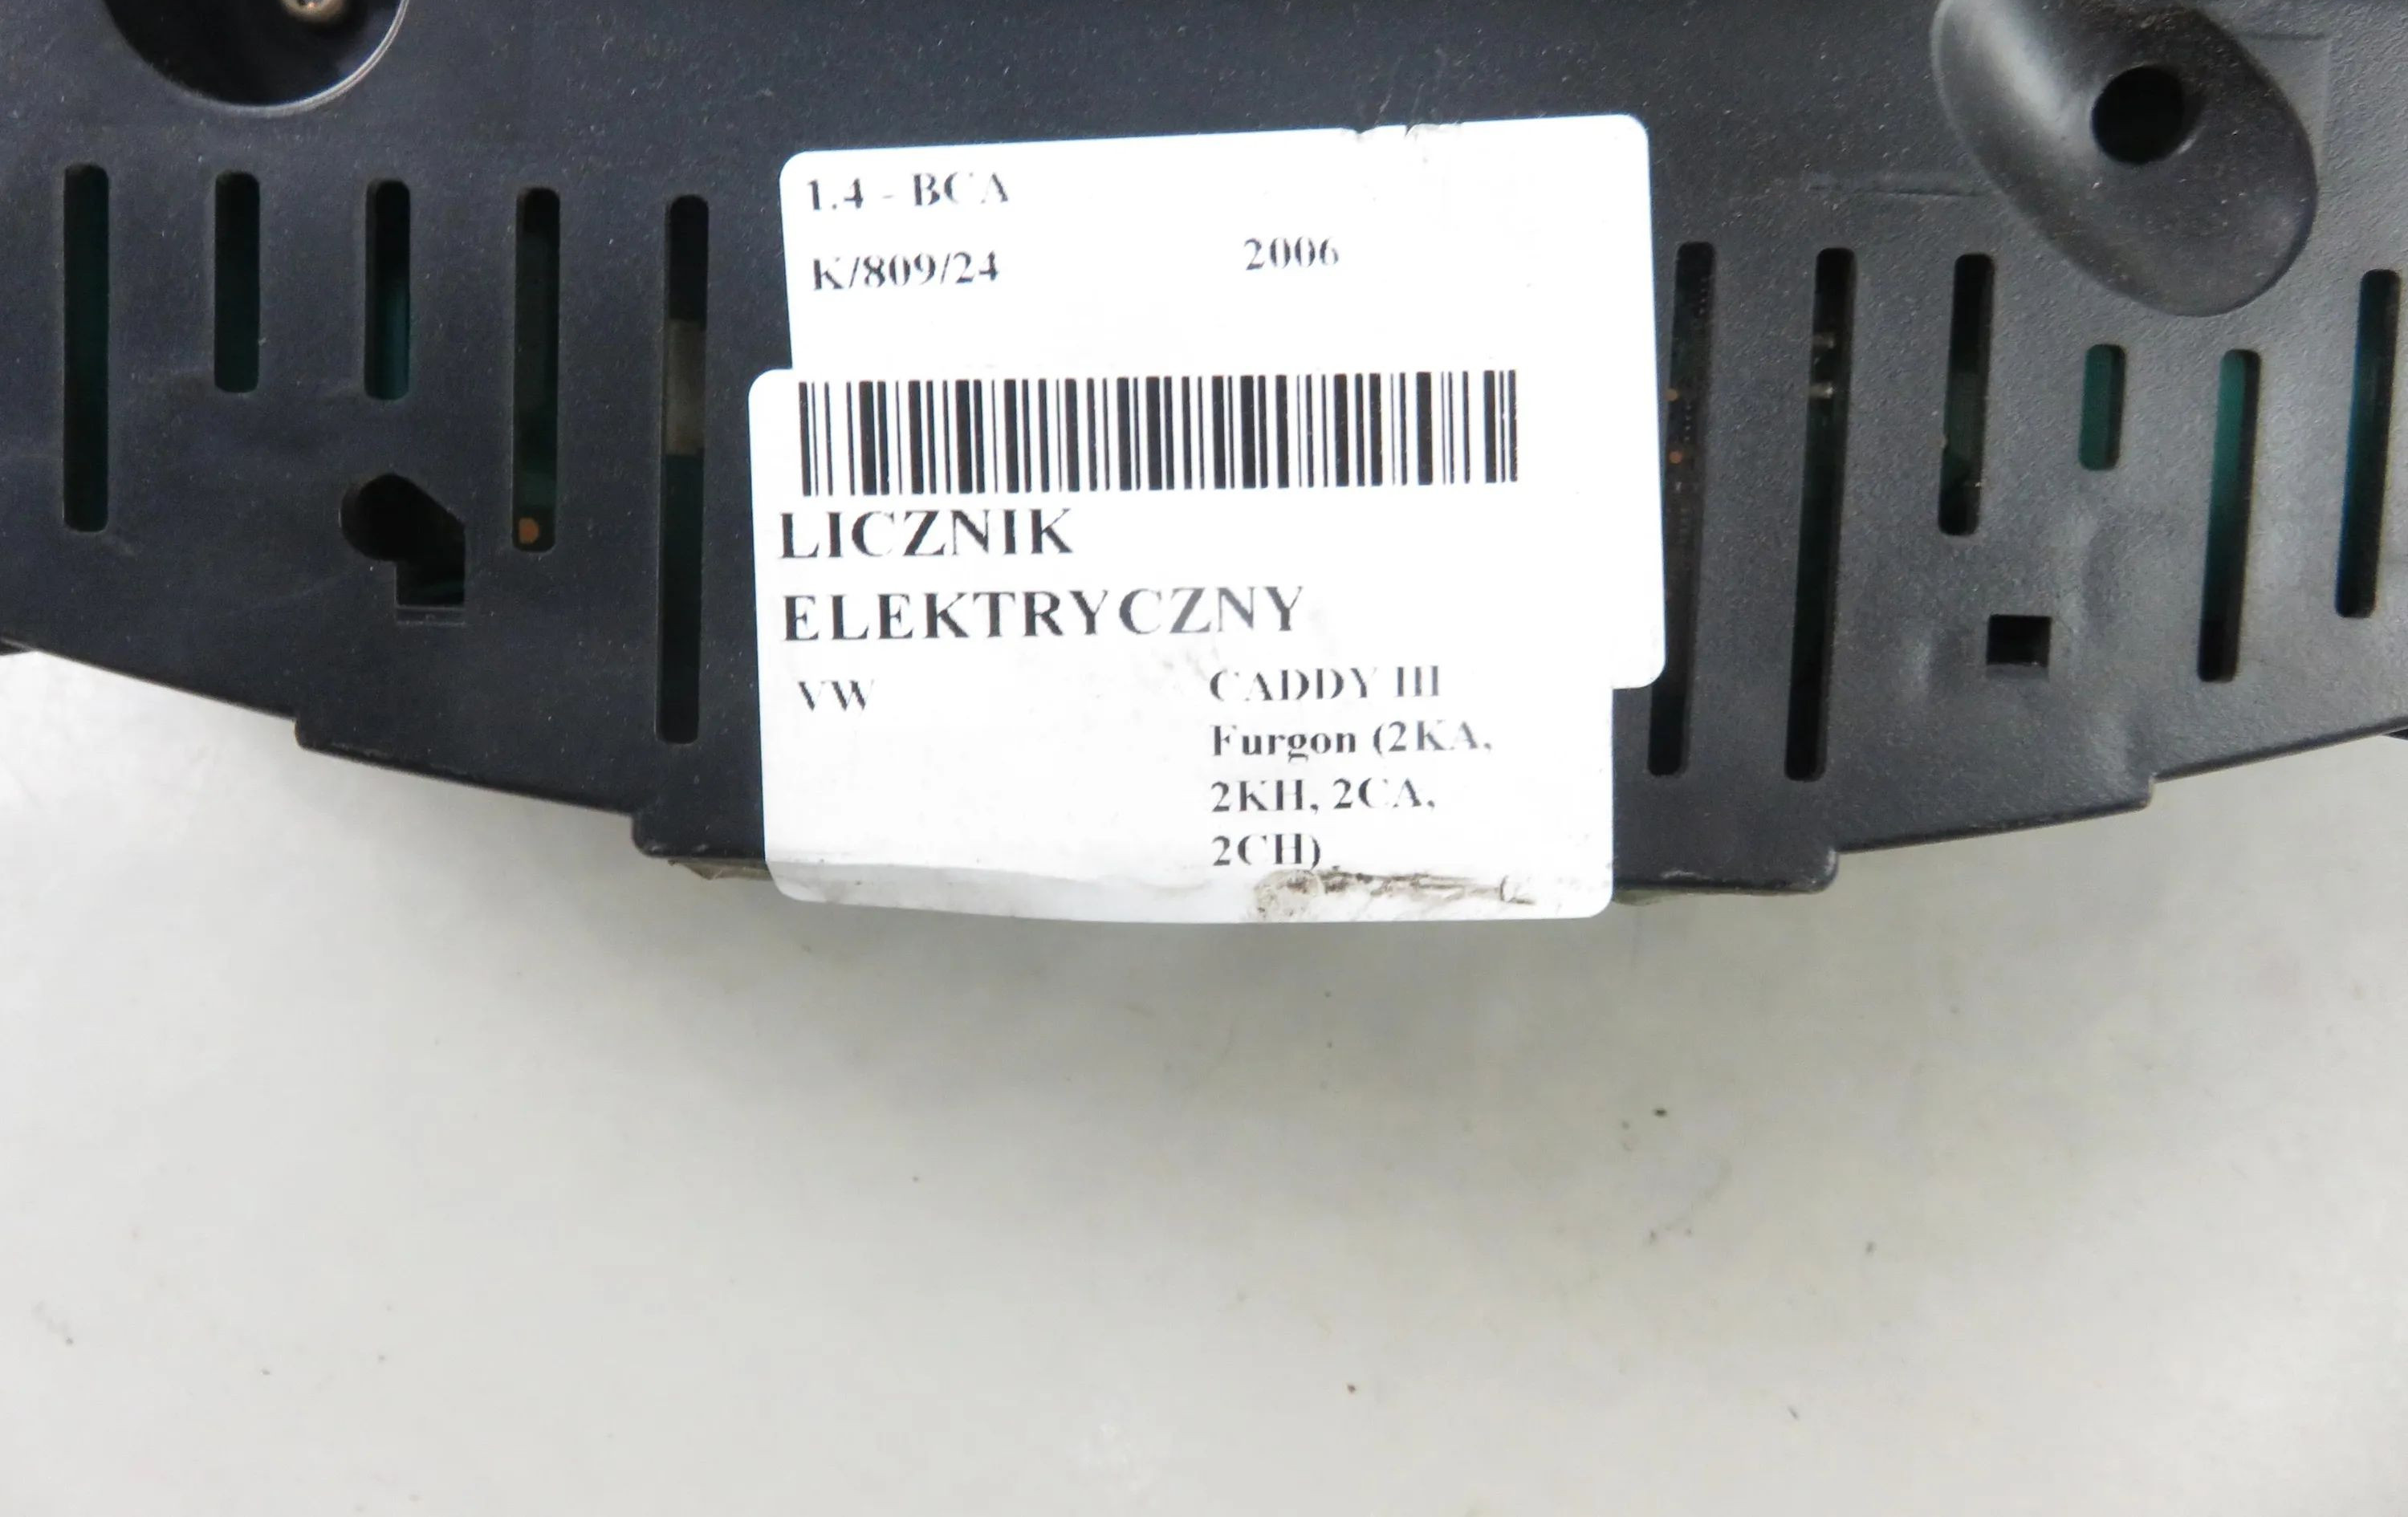 1.4 - BCA
K/809/24 2006
LICZNIK
ELEKTRYCZNY
VW CADDY III
Furgon (2KA,
2KH, 2CA,
2CH)